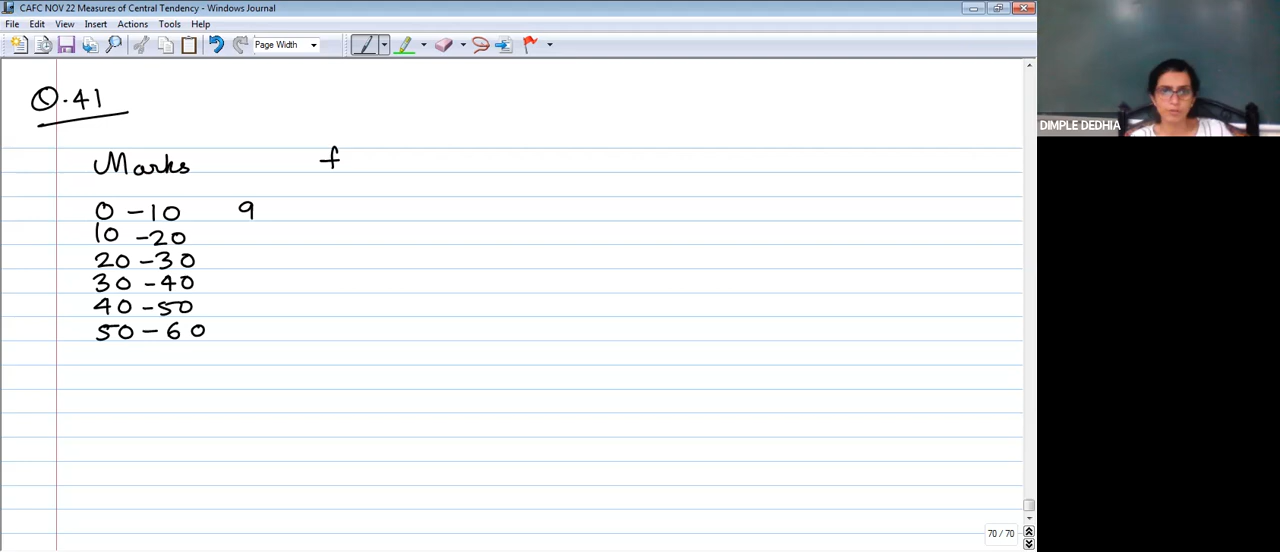 CAFC NOV 22 Measures of Central Tendency - Windows Journal
File Edit View Insert Actions Tools Help
Page Width
DIMPLE DEDHIA
Q.41
Marks f
0 - 10 9
10 - 20
20 - 30
30 - 40
40 - 50
50 - 60
70 / 70